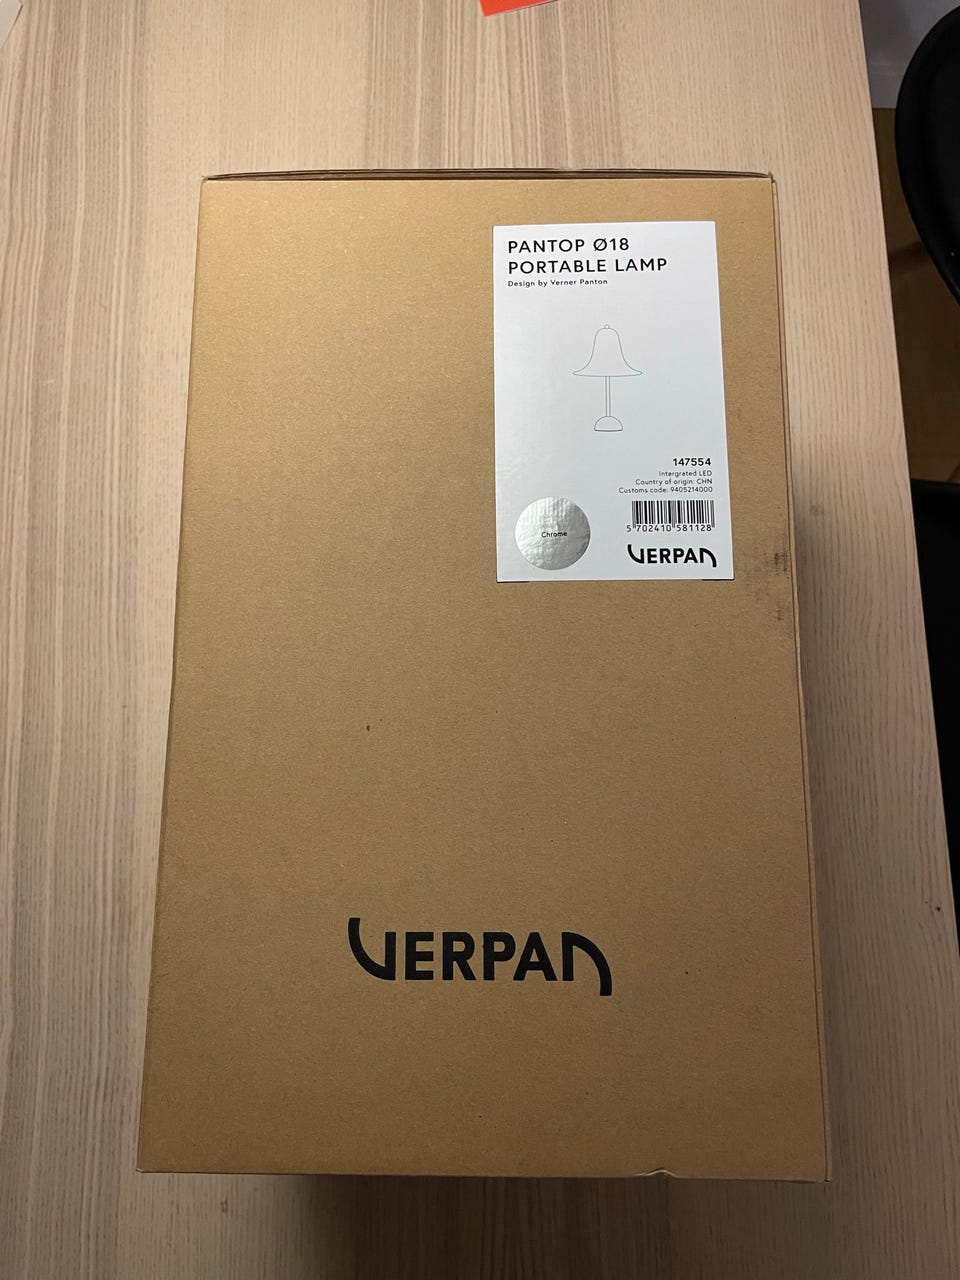 PANTOP Ø18
PORTABLE LAMP
Design by Verner Panton
147554
Intergrated LED
Country of origin: CHN
Customs code: 9405214000
5 702410 581128
Chrome
VERPAN
VERPAN